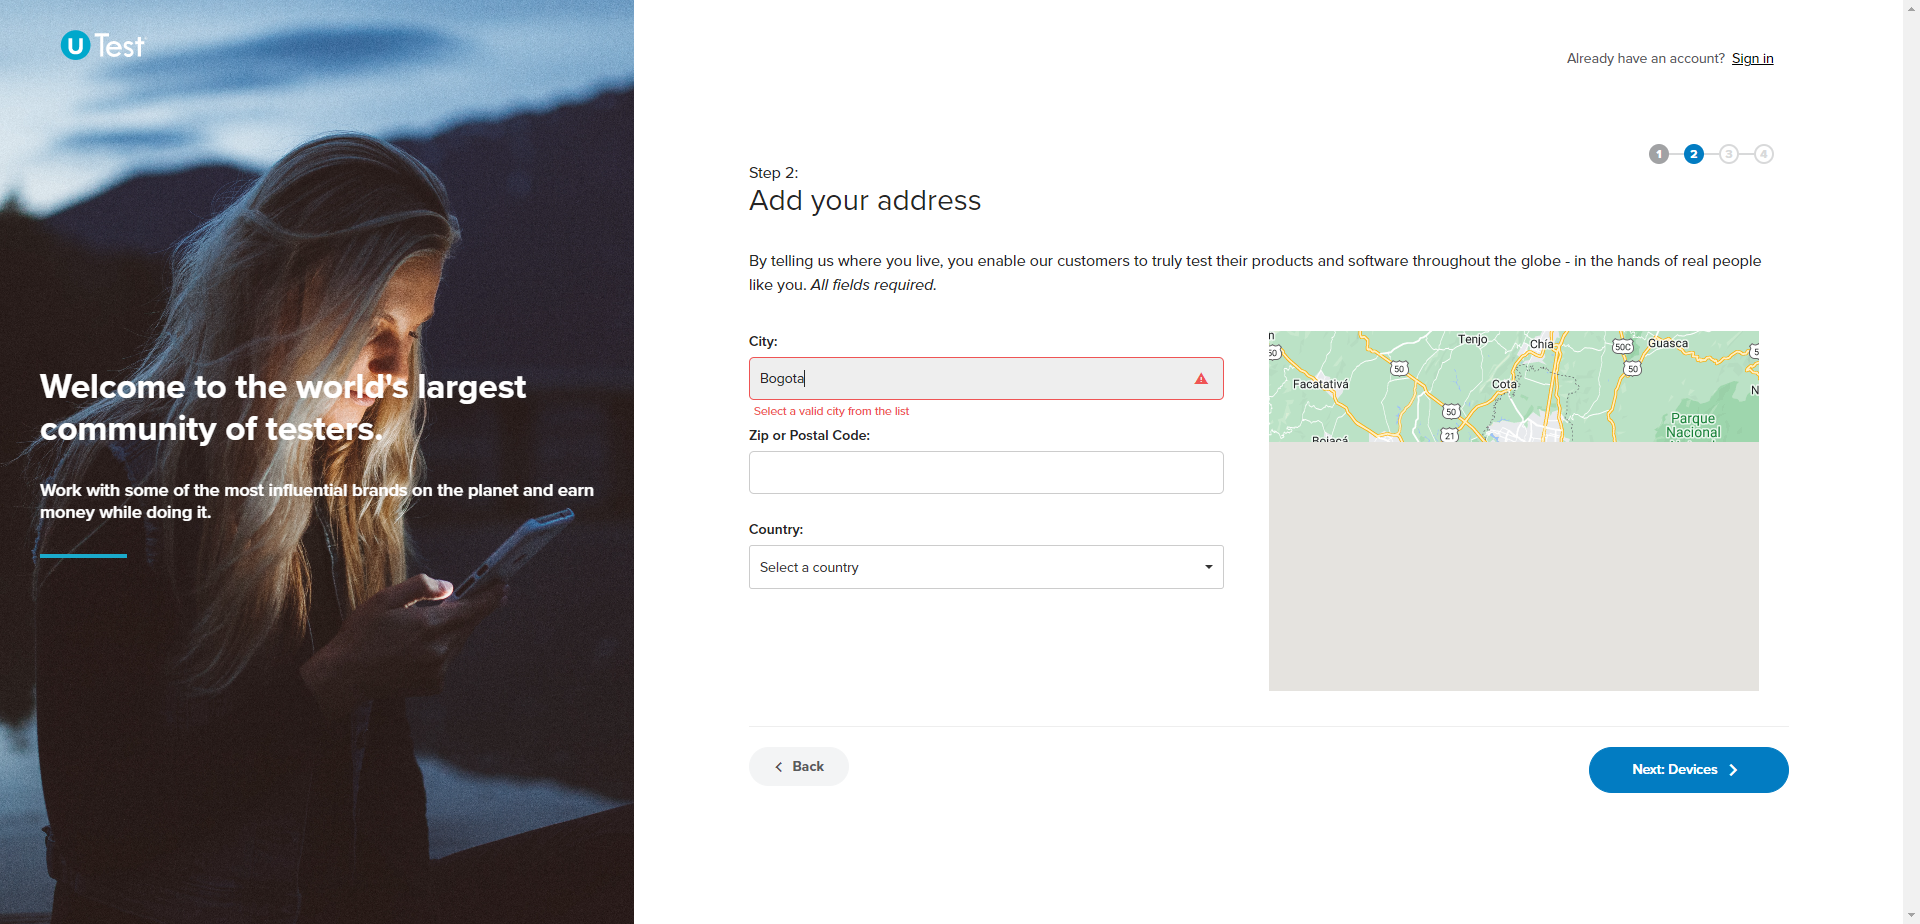 U Test
Already have an account? Sign in
1 2 3 4
Step 2:
Add your address
By telling us where you live, you enable our customers to truly test their products and software throughout the globe - in the hands of real people
like you. All fields required.
City:
Bogota
Select a valid city from the list
Zip or Postal Code:
Country:
Select a country
Tenjo
Chía
50C
Guasca
50
50
Facatativá
Cota
50
21
Parque
Nacional
Welcome to the world's largest
community of testers.
Work with some of the most influential brands on the planet and earn
money while doing it.
Back
Next: Devices